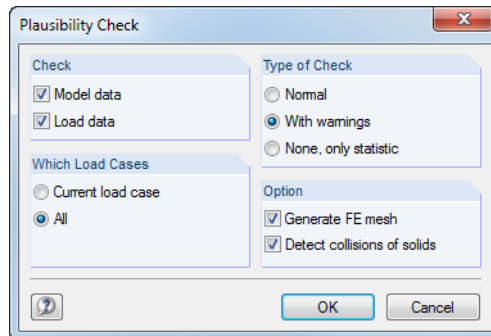 Plausibility Check
Check
Model data
Load data
Which Load Cases
Current load case
All
Type of Check
Normal
With warnings
None, only statistic
Option
Generate FE mesh
Detect collisions of solids
OK
Cancel